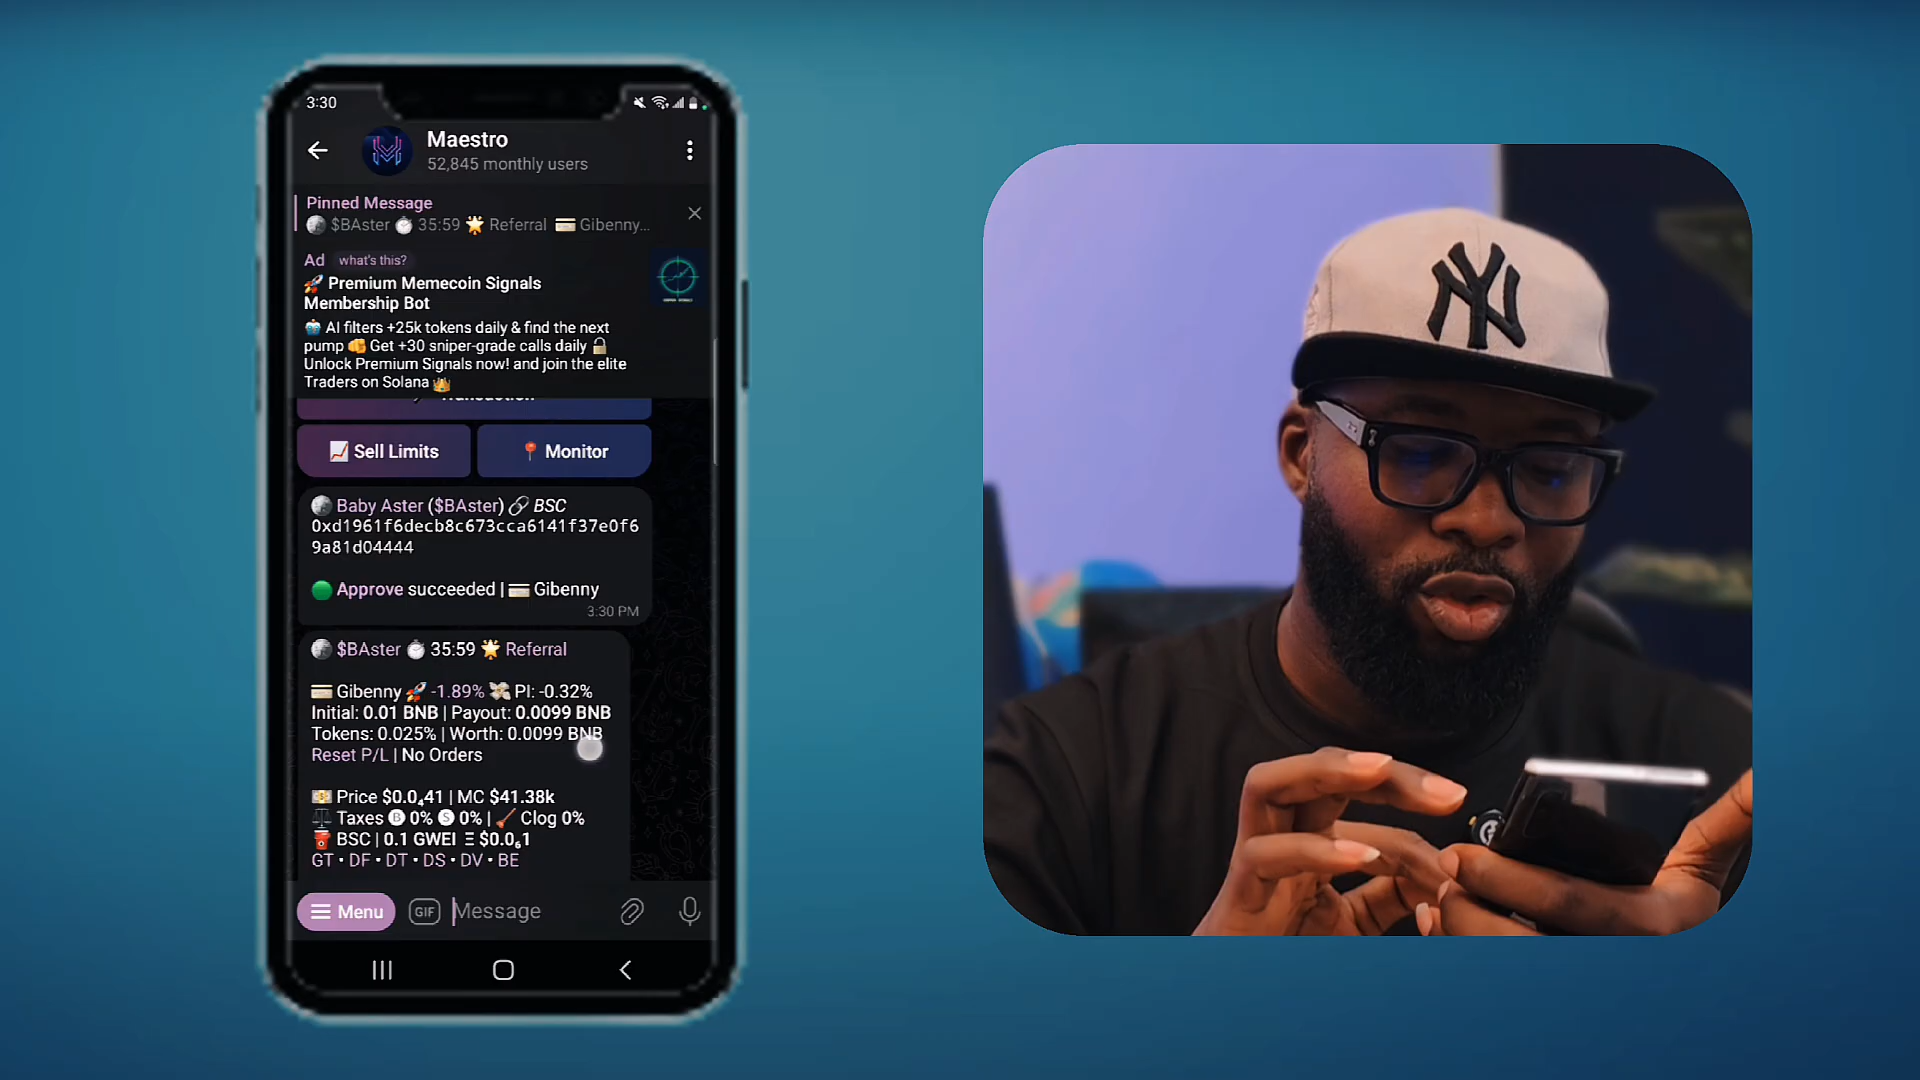 3:30
Maestro
52,845 monthly users
Pinned Message
$BAster 35:59 Referral Gibenny...
Ad what's this?
Premium Memecoin Signals
Membership Bot
AI filters +25k tokens daily & find the next
pump Get +30 sniper-grade calls daily
Unlock Premium Signals now! and join the elite
Traders on Solana
Transaction
Sell Limits
Monitor
Baby Aster ($BAster) BSC
0xd1961f6decb8c673cca6141f37e0f6
9a81d04444
Approve succeeded | Gibenny
3:30 PM
$BAster 35:59 Referral
Gibenny -1.89% PI: -0.32%
Initial: 0.01 BNB | Payout: 0.0099 BNB
Tokens: 0.025% | Worth: 0.0099 BNB
Reset P/L | No Orders
Price $0.0₄41 | MC $41.38k
Taxes B 0% S 0% | Clog 0%
BSC | 0.1 GWEI Ξ $0.0₆1
GT • DF • DT • DS • DV • BE
Menu
GIF
Message
NY